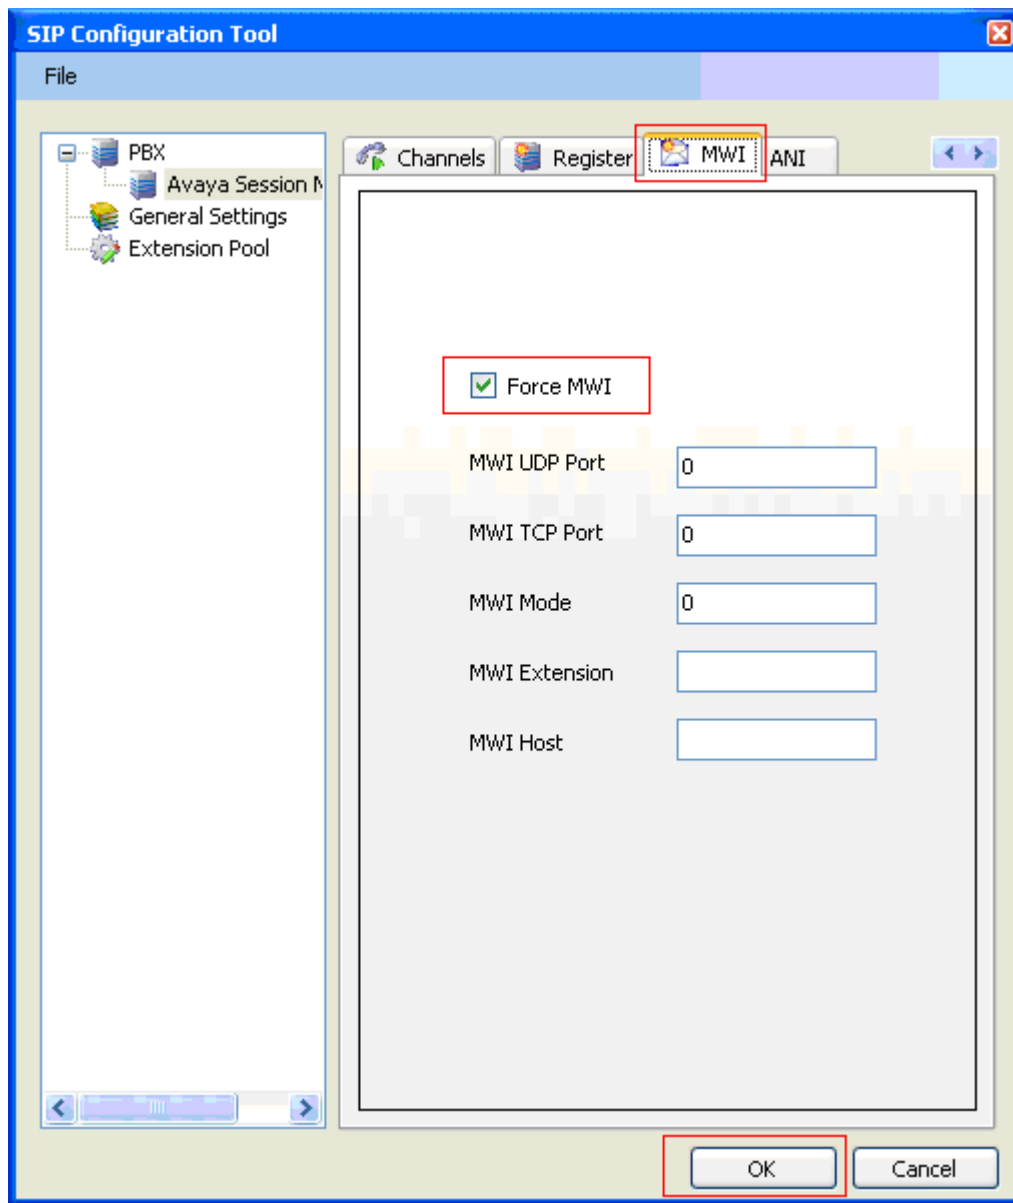 SIP Configuration Tool
File
PBX
Avaya Session
General Settings
Extension Pool
Channels
Register
MWI
ANI
Force MWI
MWI UDP Port
0
MWI TCP Port
0
MWI Mode
0
MWI Extension
MWI Host
OK
Cancel